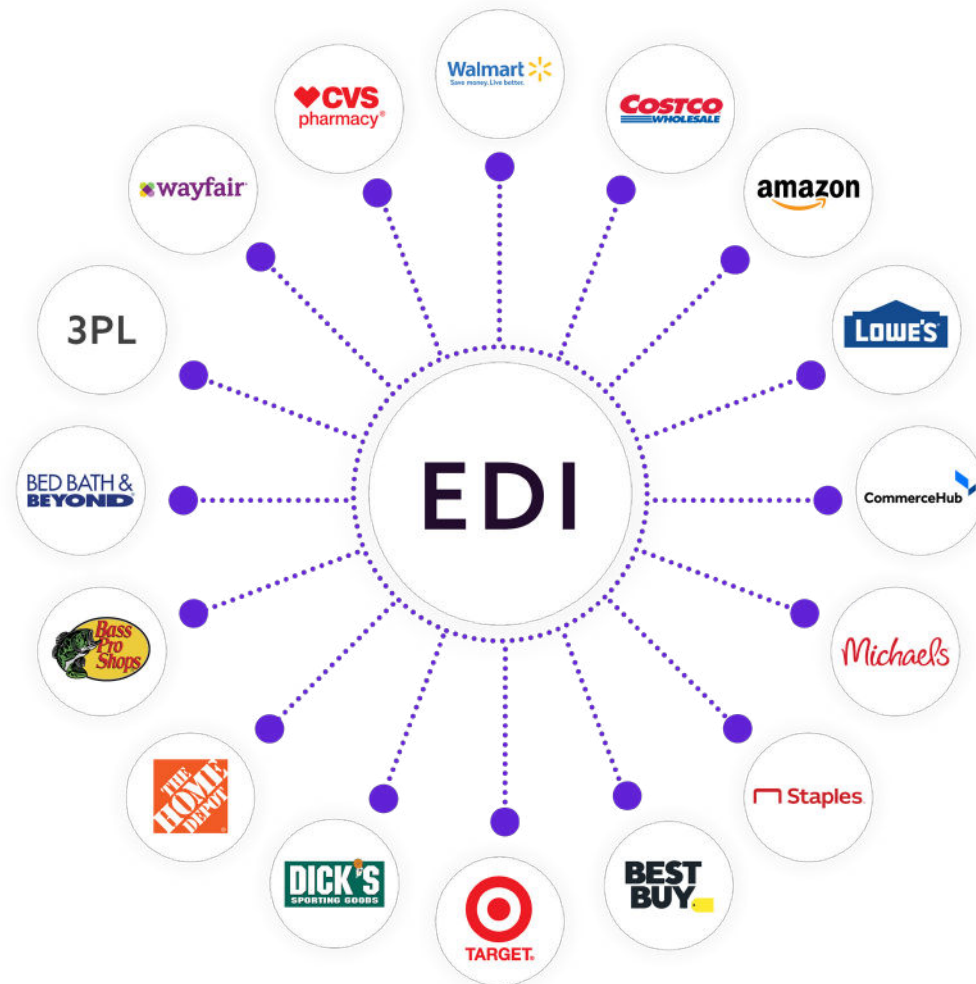 Walmart
Save money. Live better.
CVS
pharmacy®
COSTCO
WHOLESALE
wayfair
amazon
3PL
LOWE'S
EDI
BED BATH &
BEYOND®
CommerceHub
Bass
Pro
Shops
Michaels
THE
HOME
DEPOT
Staples
DICK'S
SPORTING GOODS
BEST
BUY
TARGET®